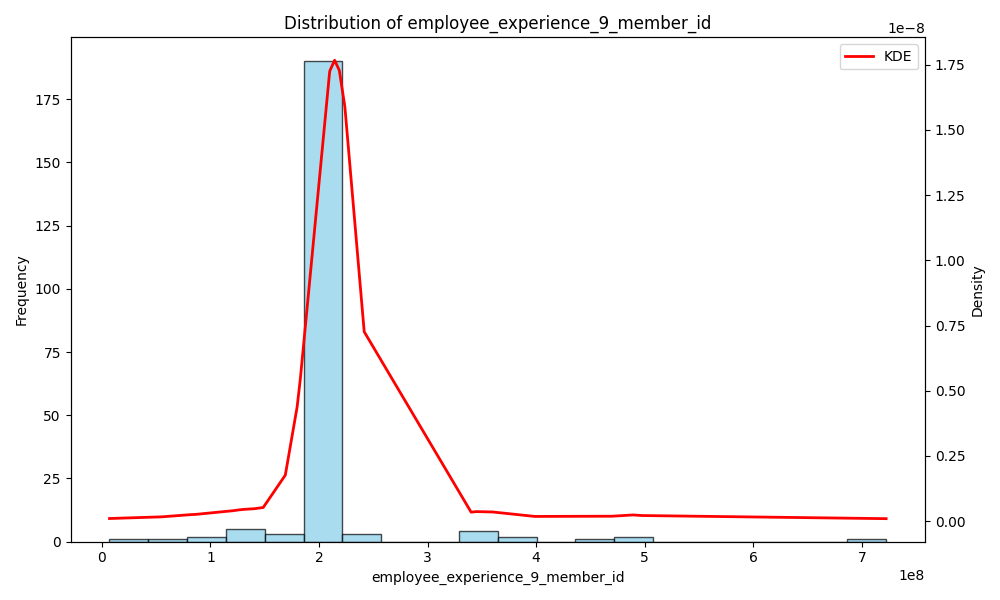 Distribution of employee_experience_9_member_id
1e−8
KDE
Frequency
175
150
125
100
75
50
25
0
Density
1.75
1.50
1.25
1.00
0.75
0.50
0.25
0.00
0 1 2 3 4 5 6 7
1e8
employee_experience_9_member_id